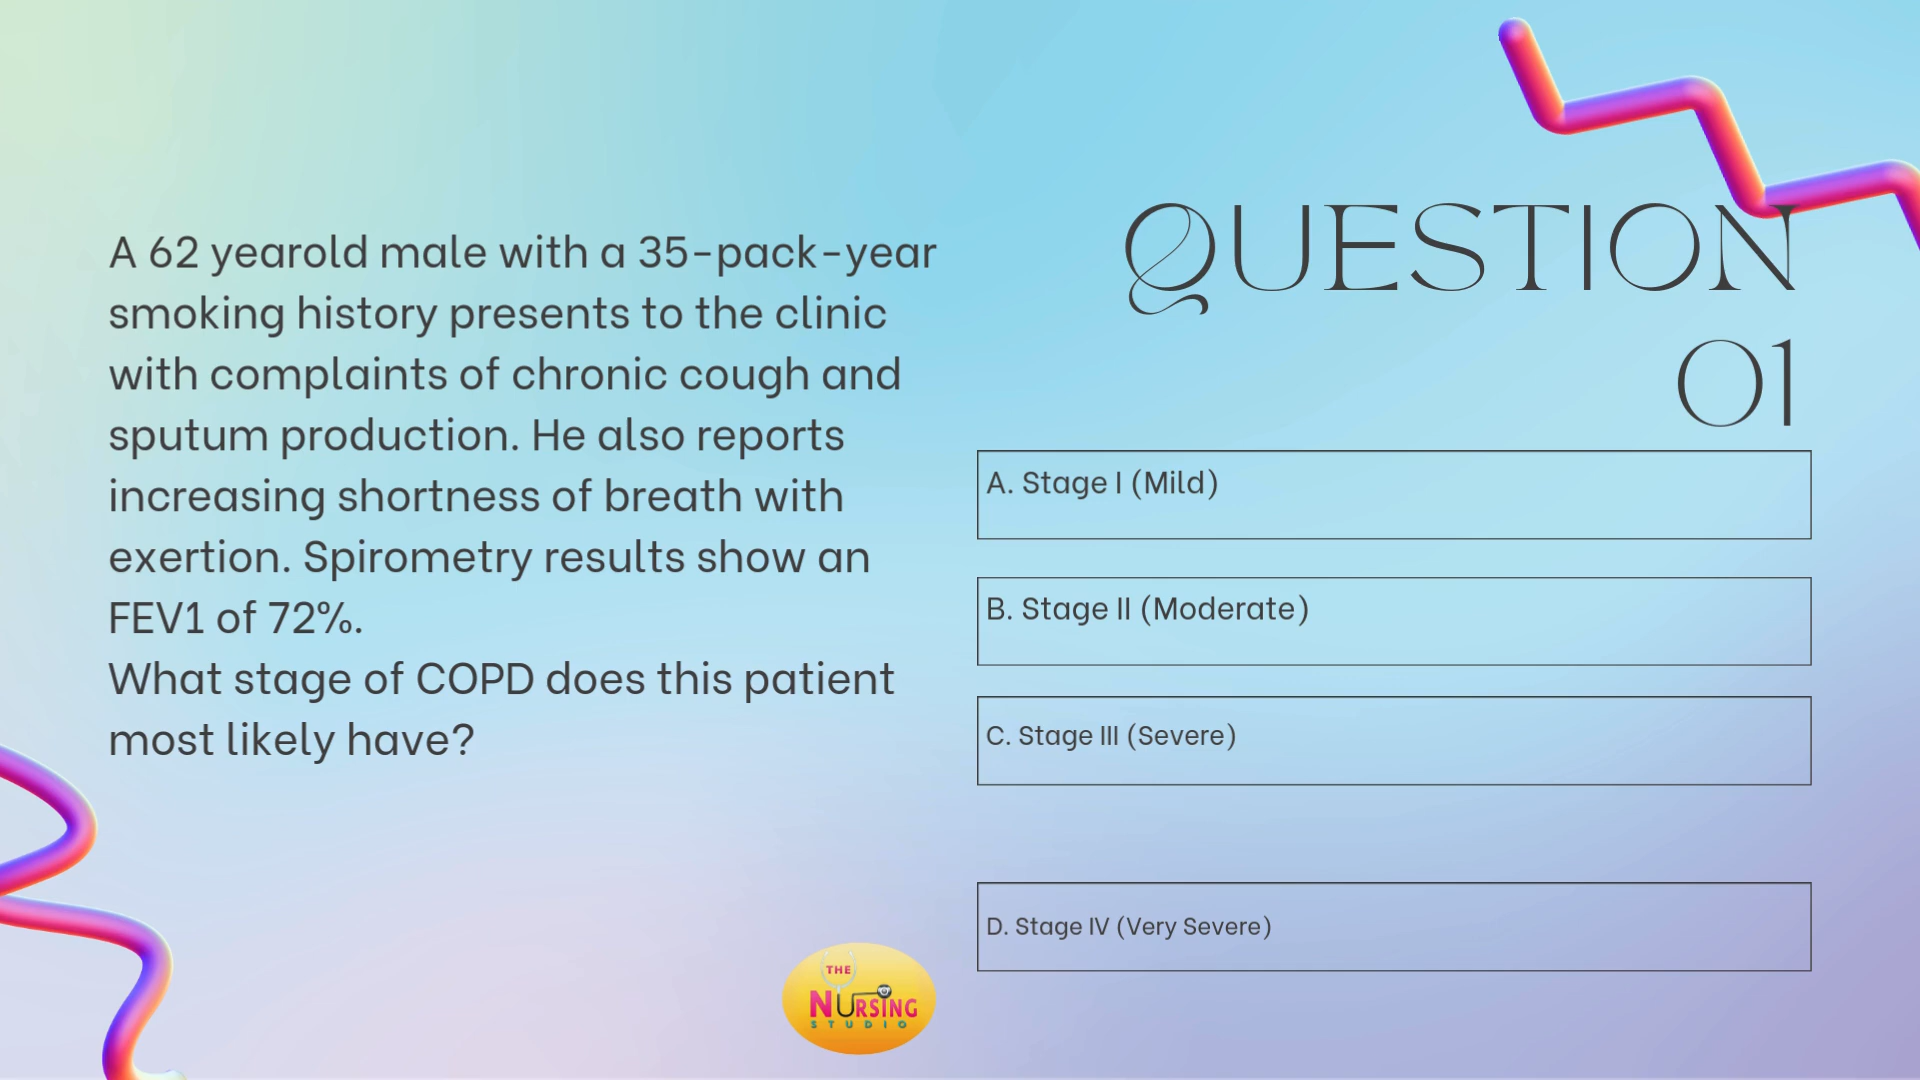 A 62 yearold male with a 35-pack-year
smoking history presents to the clinic
with complaints of chronic cough and
sputum production. He also reports
increasing shortness of breath with
exertion. Spirometry results show an
FEV1 of 72%.
What stage of COPD does this patient
most likely have?
QUESTION
01
A. Stage I (Mild)
B. Stage II (Moderate)
C. Stage III (Severe)
D. Stage IV (Very Severe)
THE
NURSING
STUDIO